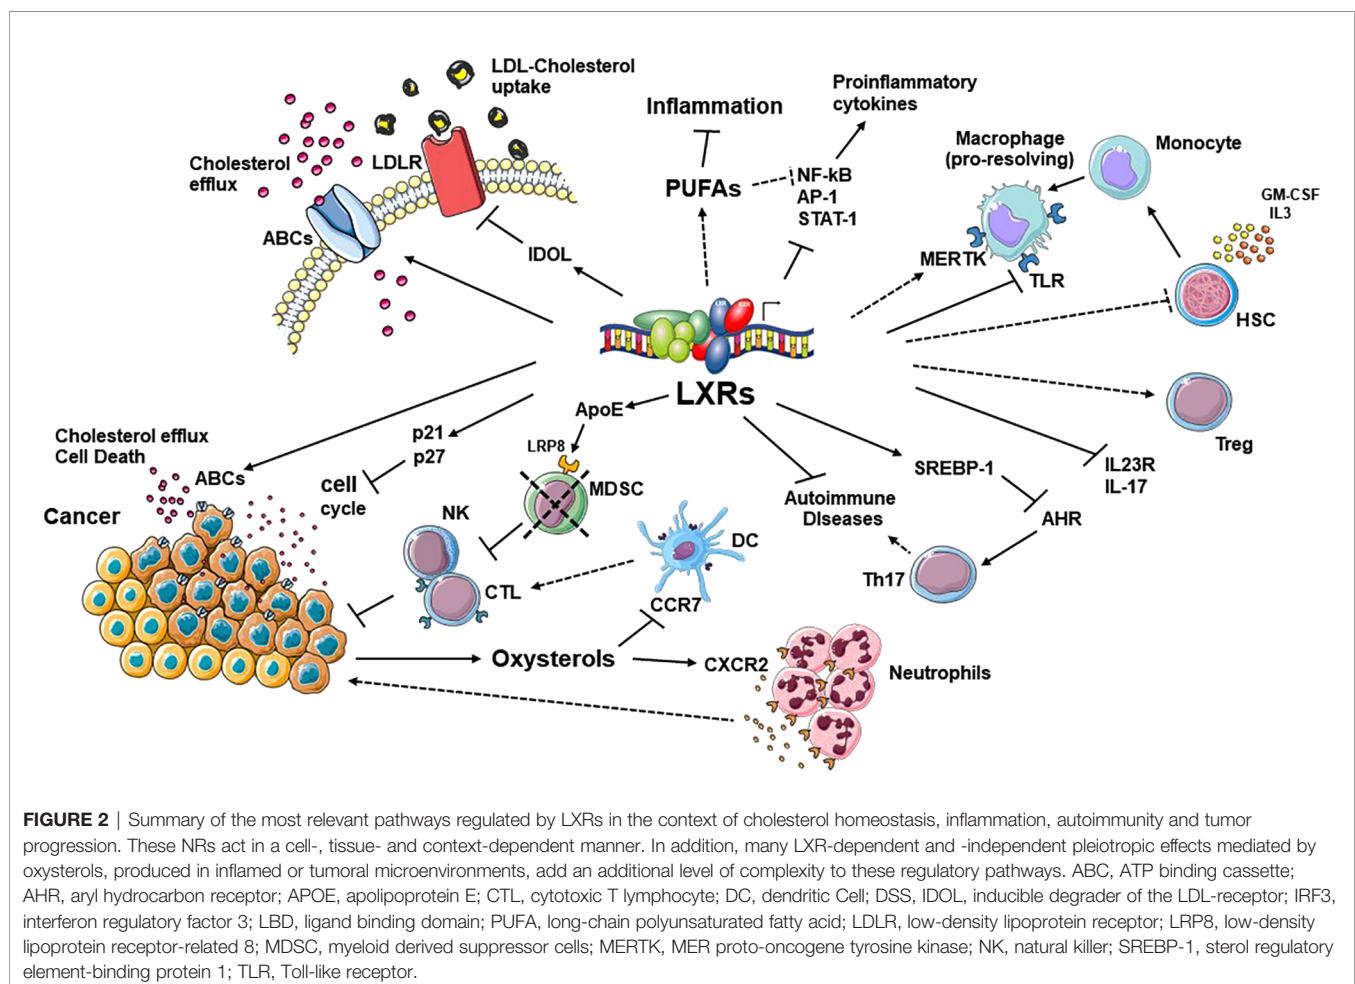 LDL-Cholesterol
uptake
Cholesterol
efflux
LDLR
ABCs
IDOL
Inflammation
PUFAs
Proinflammatory
cytokines
NF-kB
AP-1
STAT-1
Macrophage
(pro-resolving)
Monocyte
GM-CSF
IL3
MERTK
TLR
HSC
LXRs
Treg
ApoE
p21
p27
cell
cycle
LRP8
MDSC
Cholesterol efflux
Cell Death
ABCs
Cancer
NK
CTL
DC
CCR7
SREBP-1
IL23R
IL-17
Autoimmune
DIseases
AHR
Th17
Oxysterols
CXCR2
Neutrophils
FIGURE 2 | Summary of the most relevant pathways regulated by LXRs in the context of cholesterol homeostasis, inflammation, autoimmunity and tumor
progression. These NRs act in a cell-, tissue- and context-dependent manner. In addition, many LXR-dependent and -independent pleiotropic effects mediated by
oxysterols, produced in inflamed or tumoral microenvironments, add an additional level of complexity to these regulatory pathways. ABC, ATP binding cassette;
AHR, aryl hydrocarbon receptor; APOE, apolipoprotein E; CTL, cytotoxic T lymphocyte; DC, dendritic Cell; DSS, IDOL, inducible degrader of the LDL-receptor; IRF3,
interferon regulatory factor 3; LBD, ligand binding domain; PUFA, long-chain polyunsaturated fatty acid; LDLR, low-density lipoprotein receptor; LRP8, low-density
lipoprotein receptor-related 8; MDSC, myeloid derived suppressor cells; MERTK, MER proto-oncogene tyrosine kinase; NK, natural killer; SREBP-1, sterol regulatory
element-binding protein 1; TLR, Toll-like receptor.